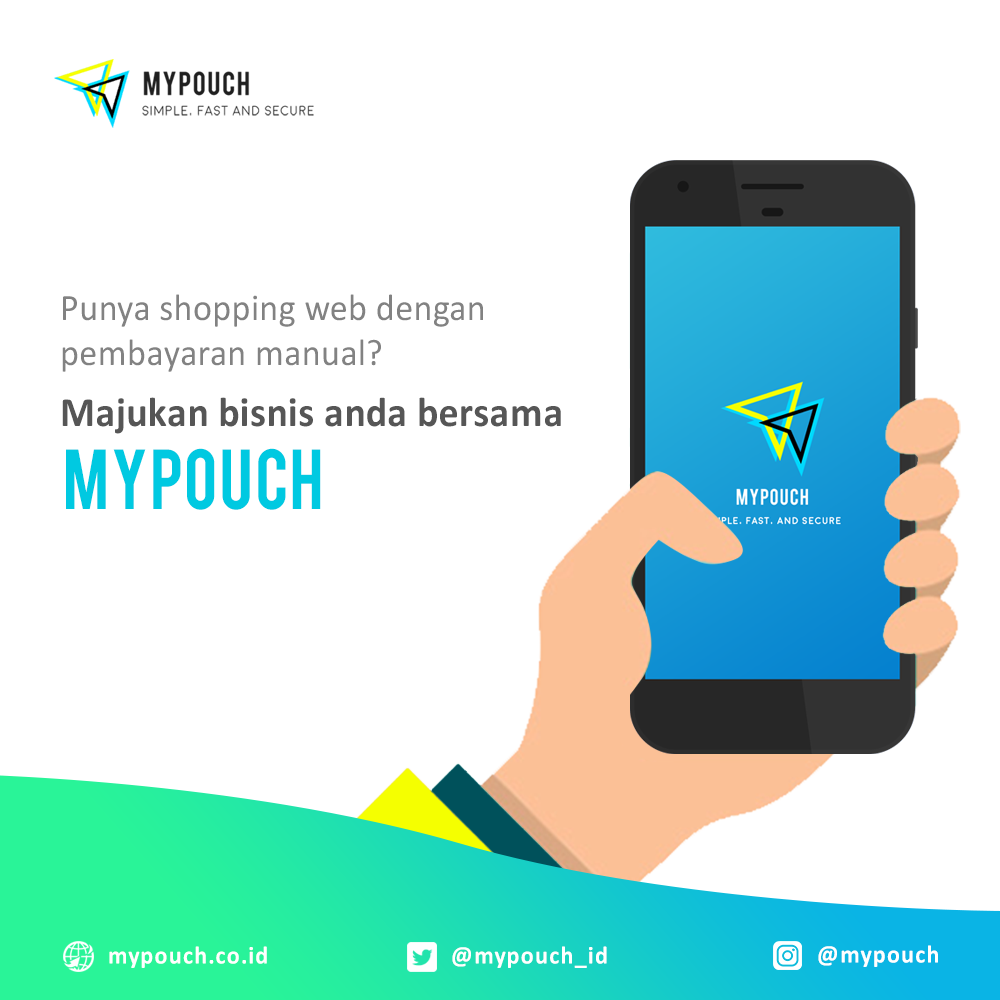 MYPOUCH
SIMPLE. FAST AND SECURE
Punya shopping web dengan
pembayaran manual?
Majukan bisnis anda bersama
MYPOUCH
MYPOUCH
PLE. FAST. AND SECURE
mypouch.co.id
@mypouch_id
@mypouch